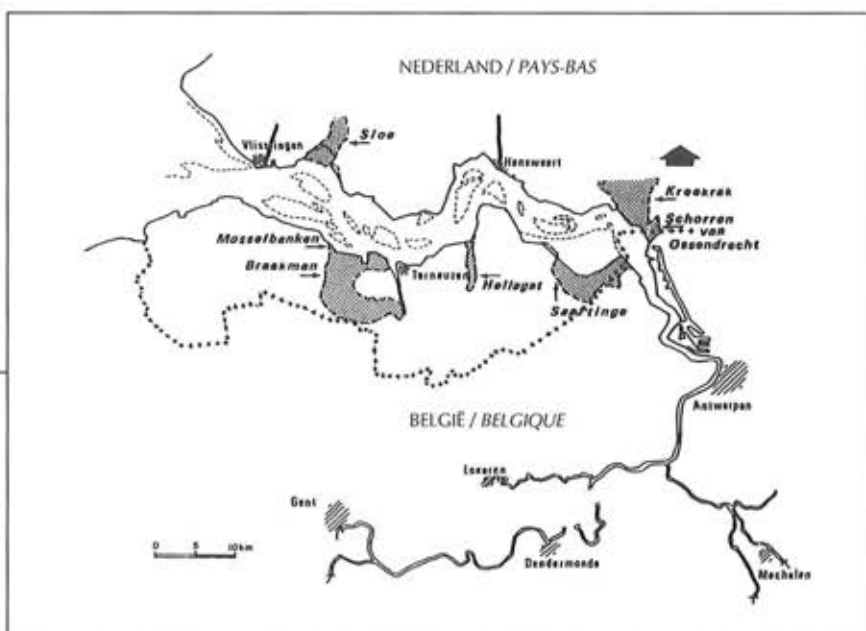 NEDERLAND / PAYS-BAS
Sloe
Vlissingen
Hansweert
Kreekrak
Schorren
van
Ossendrecht
Mosselbanken
Braakman
Terneuzen
Hellegat
Saeftinge
Antwerpen
BELGIË / BELGIQUE
Lokeren
Gent
0 5 10km
Dendermonde
Mechelen